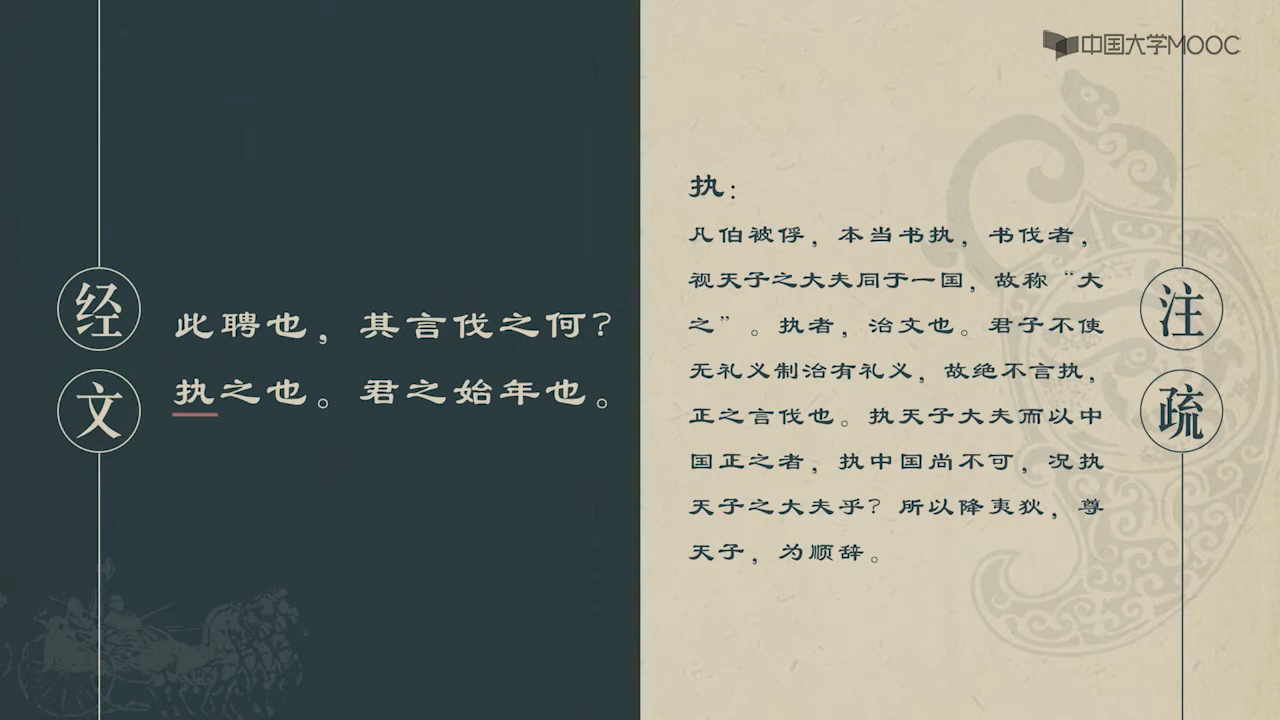 中国大学MOOC
经文
此聘也，其言伐之何？
执之也。君之始年也。
注疏
执：
凡伯被俘，本当书执，书伐者，
视天子之大夫同于一国，故称“大
之”。执者，治文也。君子不使
无礼义制治有礼义，故绝不言执，
正之言伐也。执天子大夫而以中
国正之者，执中国尚不可，况执
天子之大夫乎？所以降夷狄，尊
天子，为顺辞。